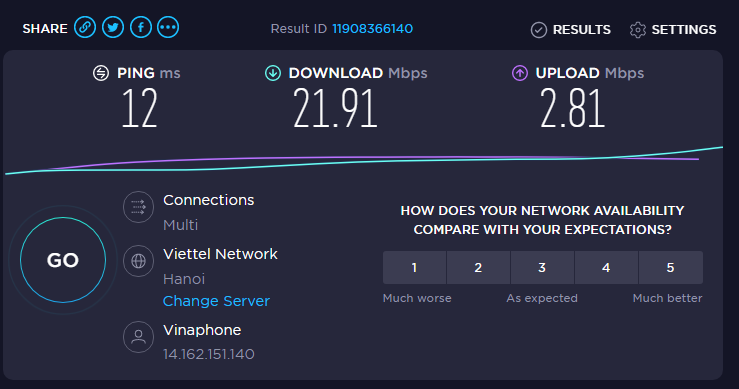 SHARE
Result ID 11908366140
RESULTS
SETTINGS
PING ms
12
DOWNLOAD Mbps
21.91
UPLOAD Mbps
2.81
GO
Connections
Multi
Viettel Network
Hanoi
Change Server
Vinaphone
14.162.151.140
HOW DOES YOUR NETWORK AVAILABILITY
COMPARE WITH YOUR EXPECTATIONS?
1 2 3 4 5
Much worse As expected Much better